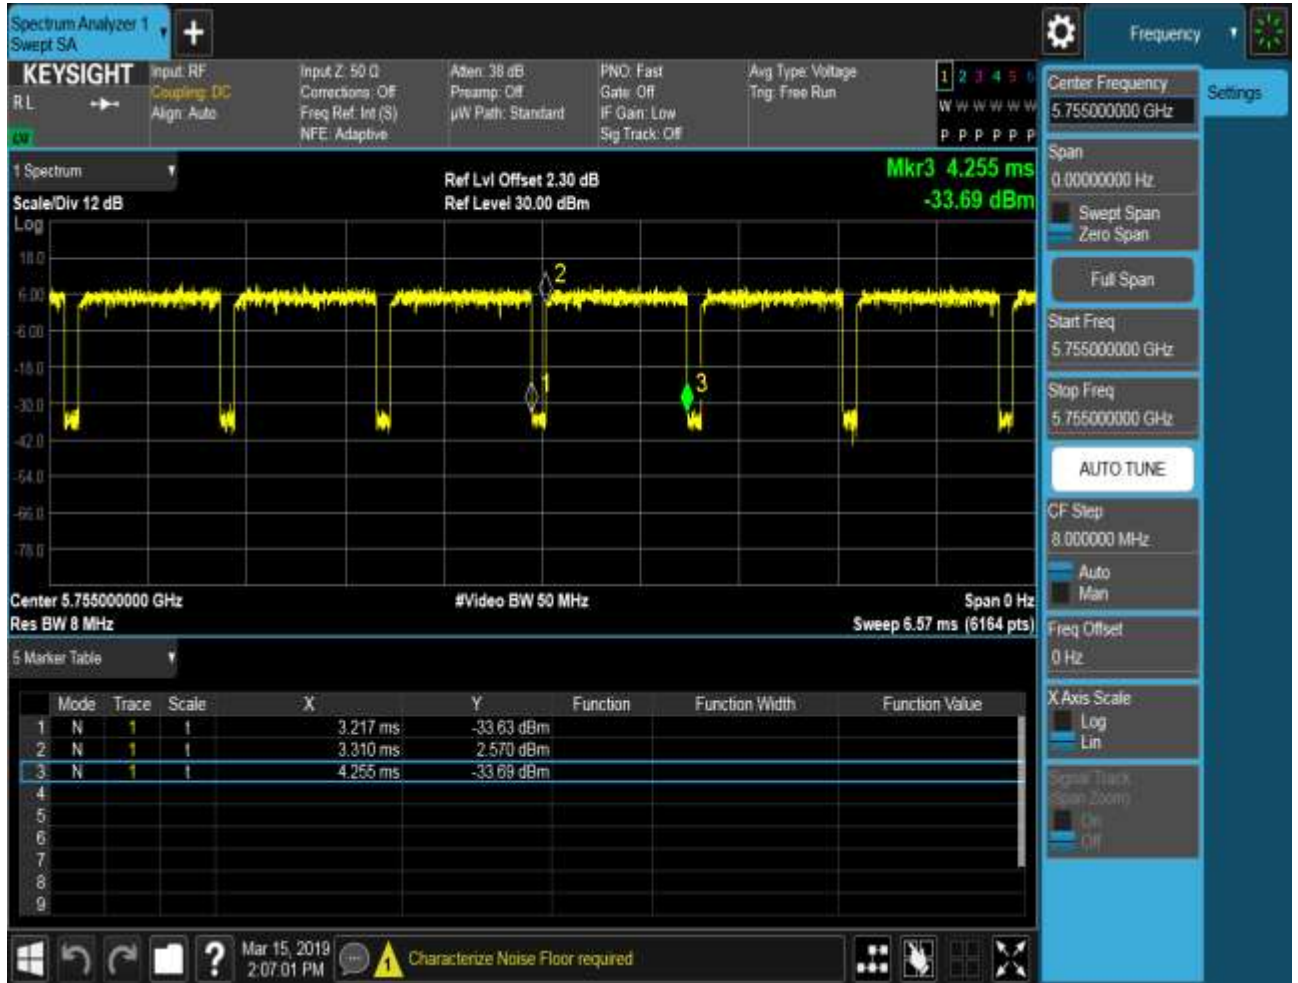 Spectrum Analyzer 1
Swept SA
+
Frequency
KEYSIGHT
RL
Input: RF
Coupling: DC
Align: Auto
Input Z: 50 Ω
Corrections: Off
Freq Ref: Int (S)
NFE: Adaptive
Atten: 38 dB
Preamp: Off
µW Path: Standard
PNO: Fast
Gate: Off
IF Gain: Low
Sig Track: Off
Avg Type: Voltage
Trig: Free Run
1 2 3 4 5 6
W W W W W W
P P P P P P
1 Spectrum
Scale/Div 12 dB
Ref Lvl Offset 2.30 dB
Ref Level 30.00 dBm
Mkr3 4.255 ms
-33.69 dBm
Log
18.0
6.00
-6.00
-18.0
-30.0
-42.0
-54.0
-66.0
-78.0
1
2
3
Center 5.755000000 GHz
Res BW 8 MHz
#Video BW 50 MHz
Span 0 Hz
Sweep 6.57 ms (6164 pts)
5 Marker Table
Mode Trace Scale X Y Function Function Width Function Value
1 N 1 t 3.217 ms -33.63 dBm
2 N 1 t 3.310 ms 2.570 dBm
3 N 1 t 4.255 ms -33.69 dBm
4
5
6
7
8
9
?
Mar 15, 2019
2:07:01 PM
1
Characterize Noise Floor required
Center Frequency
5.755000000 GHz
Settings
Span
0.00000000 Hz
Swept Span
Zero Span
Full Span
Start Freq
5.755000000 GHz
Stop Freq
5.755000000 GHz
AUTO TUNE
CF Step
8.000000 MHz
Auto
Man
Freq Offset
0 Hz
X Axis Scale
Log
Lin
Signal Track
(Span Zoom)
On
Off